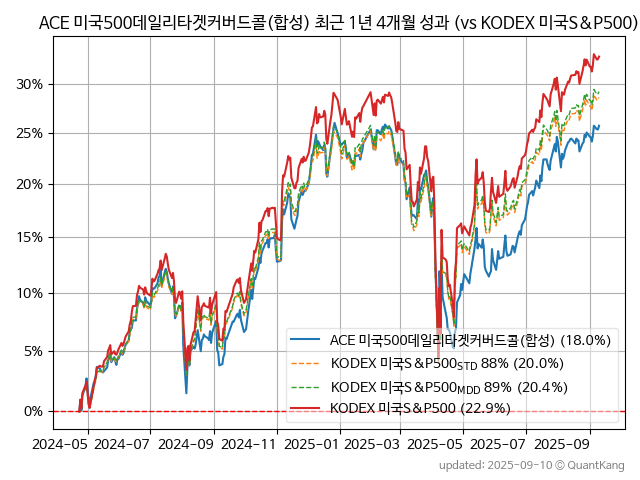 ACE 미국500데일리타겟커버드콜(합성) 최근 1년 4개월 성과 (vs KODEX 미국S&P500)
30%
25%
20%
15%
10%
5%
0%
ACE 미국500데일리타겟커버드콜(합성) (18.0%)
KODEX 미국S&P500STD 88% (20.0%)
KODEX 미국S&P500MDD 89% (20.4%)
KODEX 미국S&P500 (22.9%)
2024-05 2024-07 2024-09 2024-11 2025-01 2025-03 2025-05 2025-07 2025-09
updated: 2025-09-10 © QuantKang